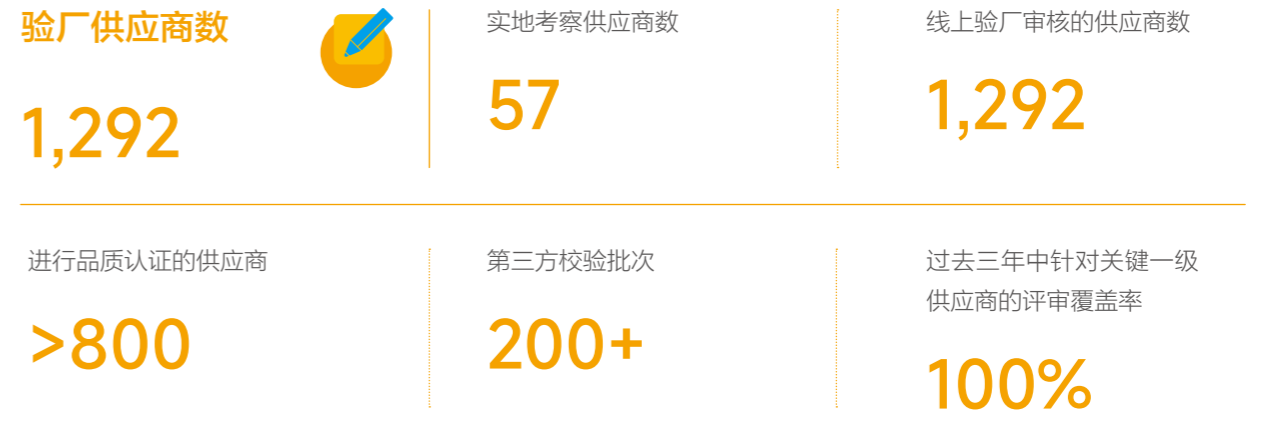 验厂供应商数
1,292
实地考察供应商数
57
线上验厂审核的供应商数
1,292
进行品质认证的供应商
>800
第三方校验批次
200+
过去三年中针对关键一级
供应商的评审覆盖率
100%